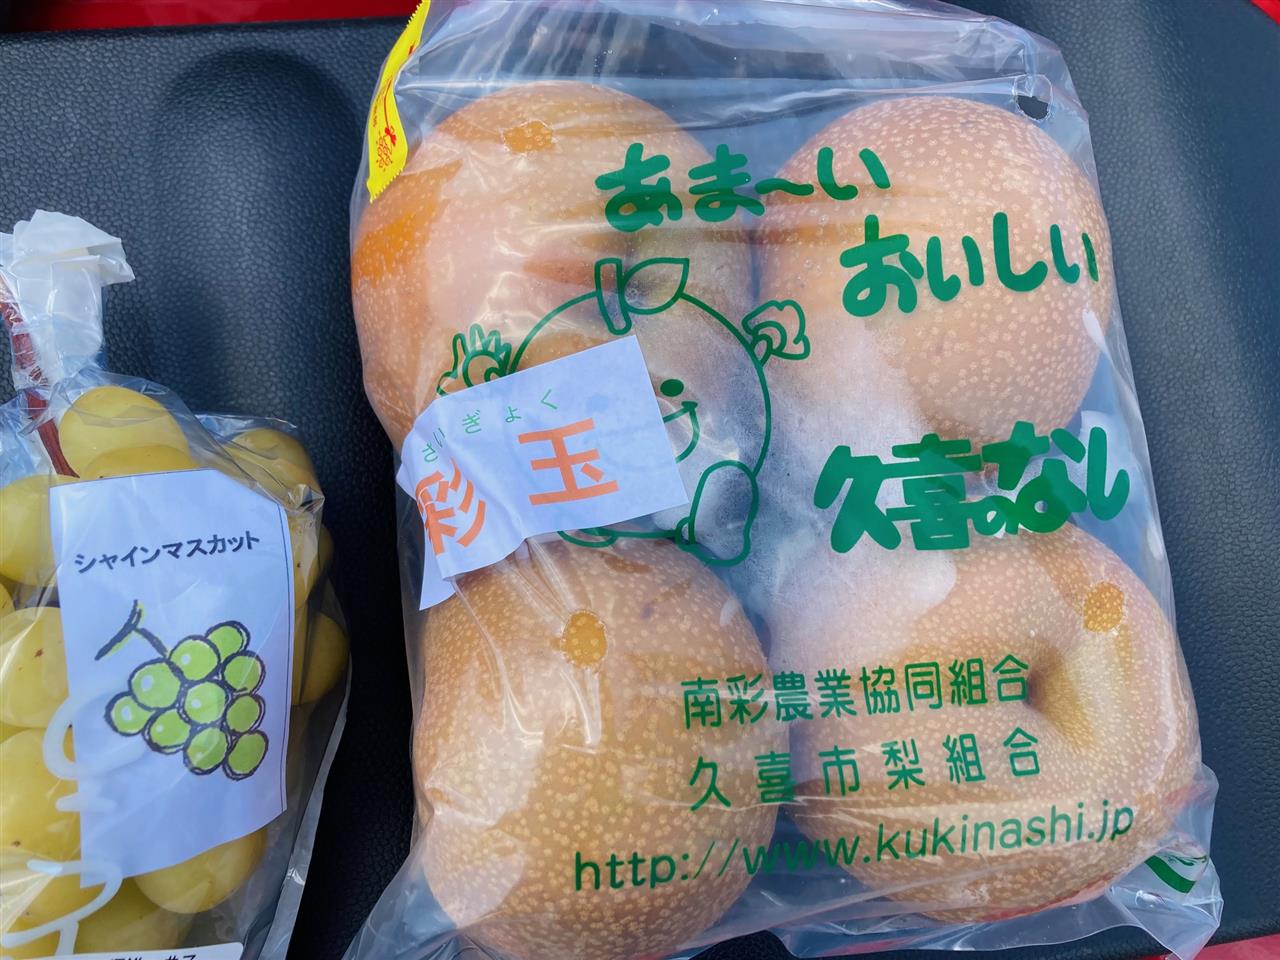 あま〜い
おいしい
久喜のなし
さいぎょく
彩玉
南彩農業協同組合
久喜市梨組合
http://www.kukinashi.jp
シャインマスカット